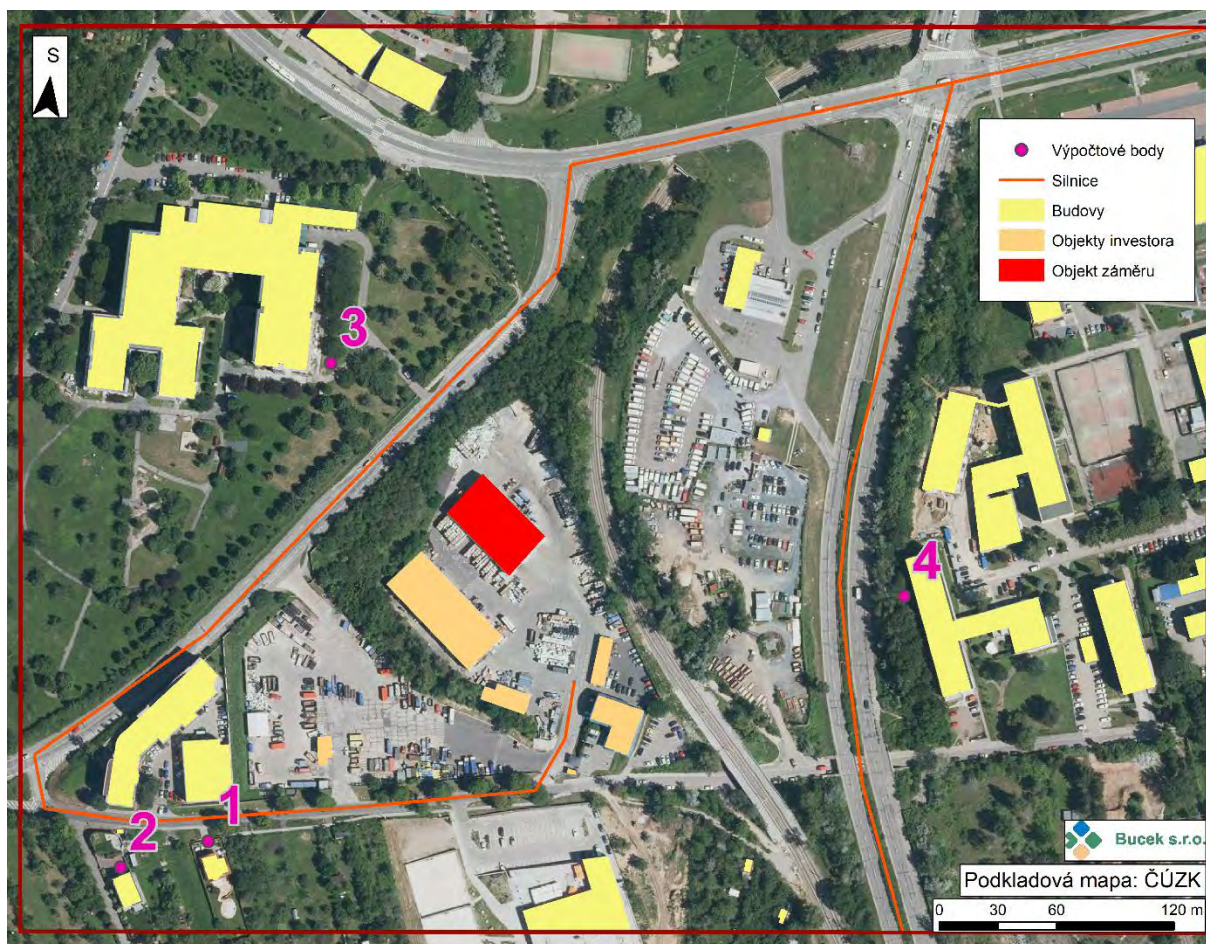 S
Výpočtové body
Silnice
Budovy
Objekty investora
Objekt záměru
3
4
1
2
Bucek s.r.o.
Podkladová mapa: ČÚZK
0 30 60 120 m